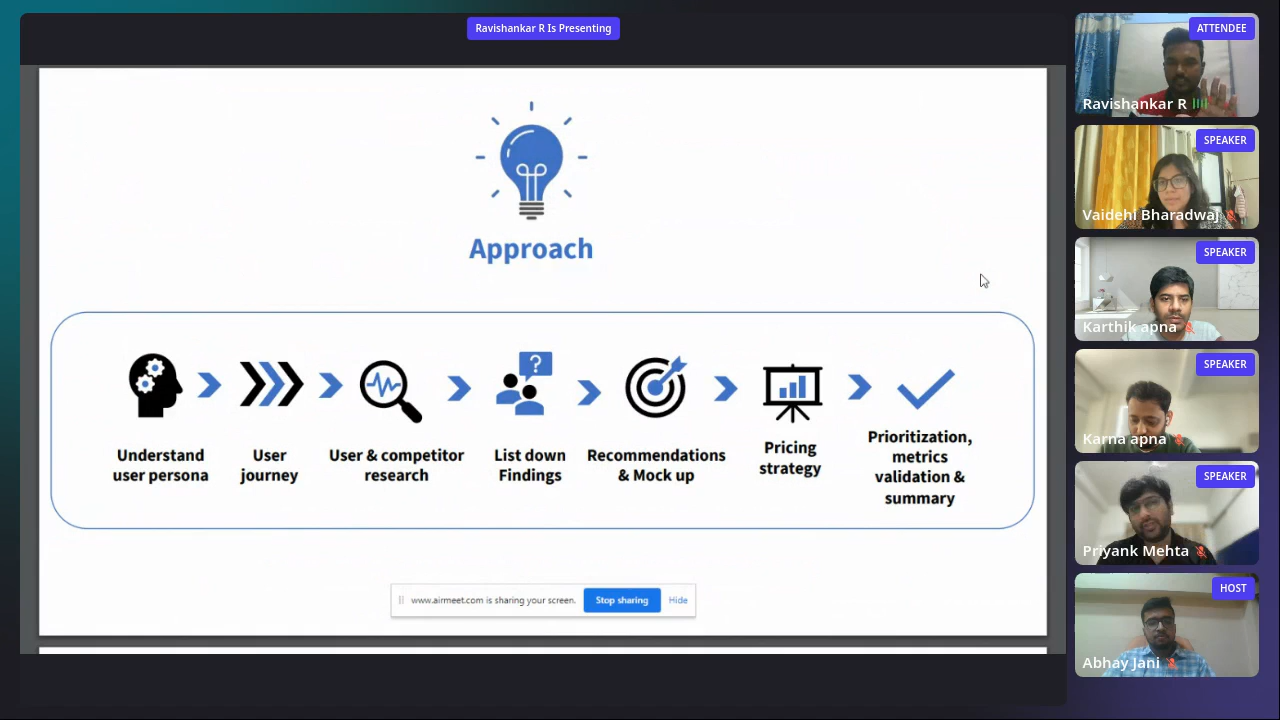 Ravishankar R Is Presenting
Approach
Understand
user persona
User
journey
User & competitor
research
List down
Findings
Recommendations
& Mock up
Pricing
strategy
Prioritization,
metrics
validation &
summary
www.airmeet.com is sharing your screen.
Stop sharing
Hide
ATTENDEE
Ravishankar R
SPEAKER
Vaidehi Bharadwaj
SPEAKER
Karthik apna
SPEAKER
Karna apna
SPEAKER
Priyank Mehta
HOST
Abhay Jani